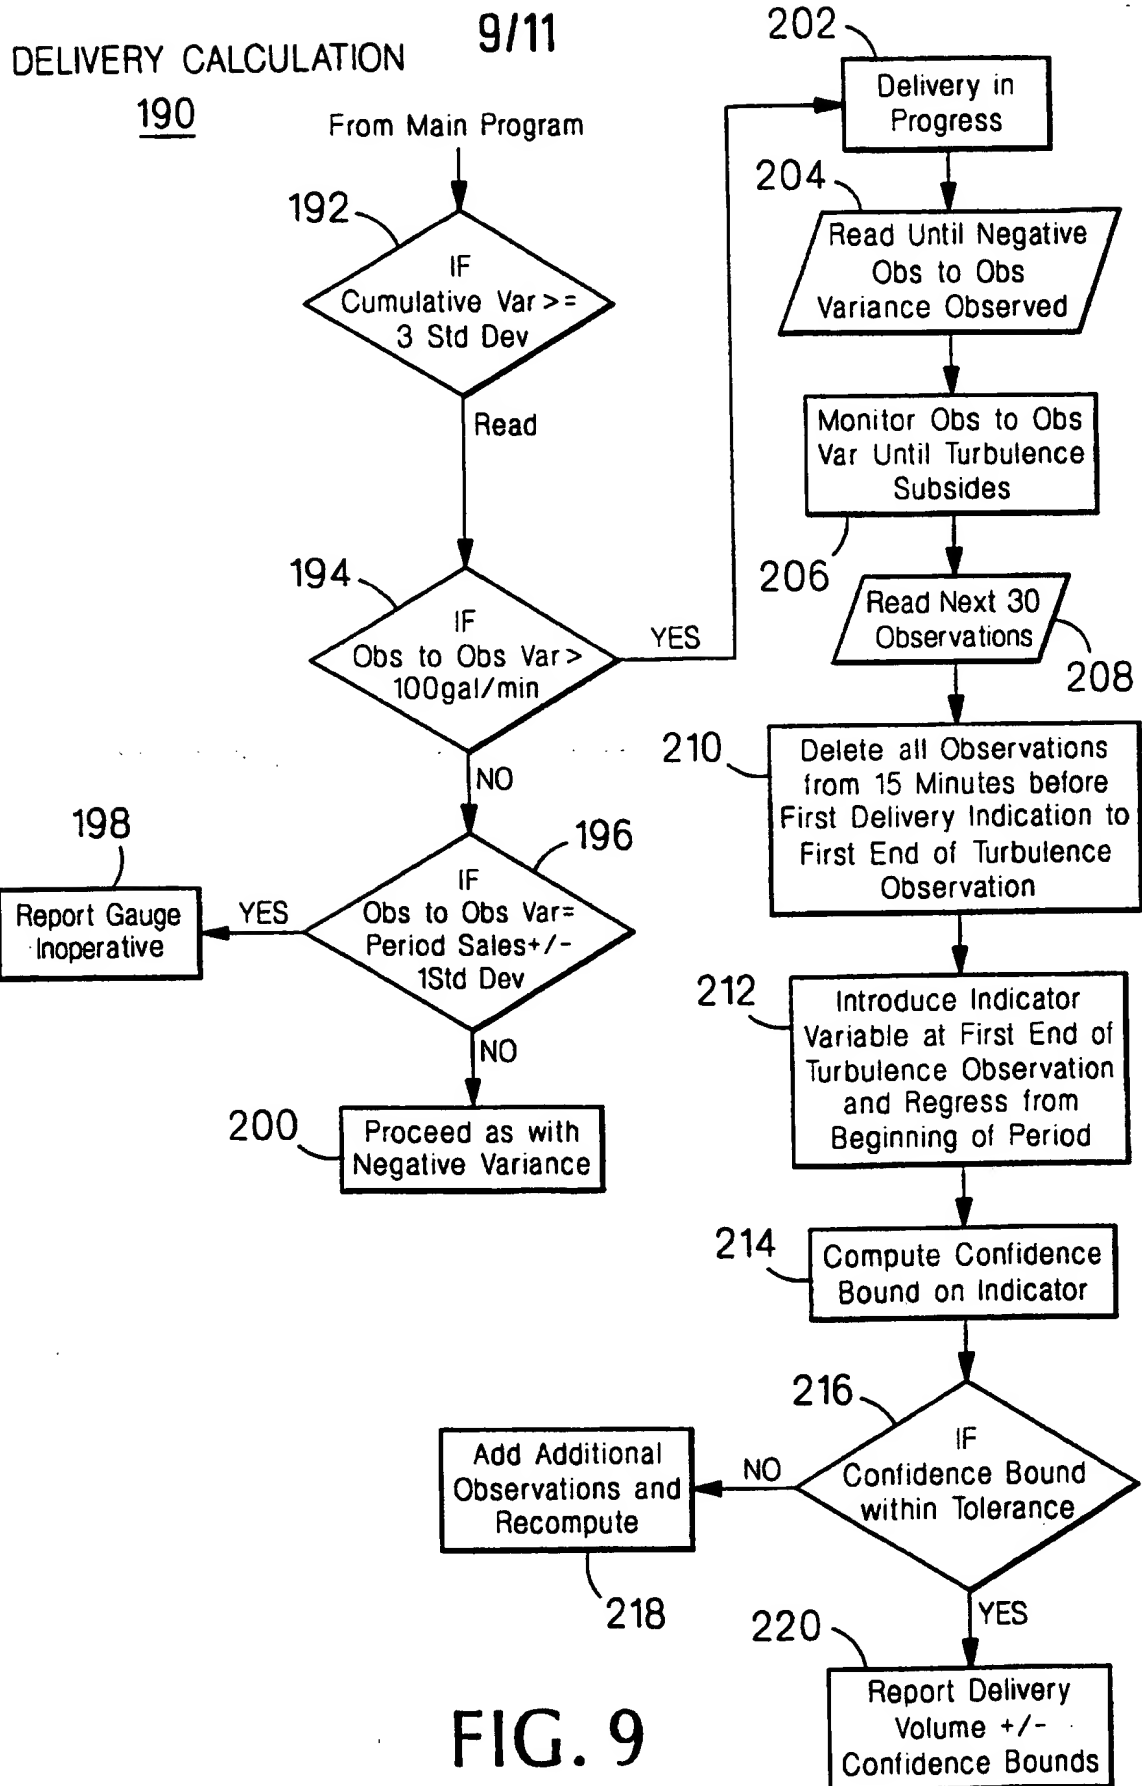 9/11
DELIVERY CALCULATION
190
From Main Program
192
IF
Cumulative Var >=
3 Std Dev
Read
194
IF
Obs to Obs Var >
100gal/min
YES
NO
196
IF
Obs to Obs Var=
Period Sales+/-
1Std Dev
YES
198
Report Gauge
Inoperative
NO
200
Proceed as with
Negative Variance
202
Delivery in
Progress
204
Read Until Negative
Obs to Obs
Variance Observed
Monitor Obs to Obs
Var Until Turbulence
Subsides
206
Read Next 30
Observations
208
210
Delete all Observations
from 15 Minutes before
First Delivery Indication to
First End of Turbulence
Observation
212
Introduce Indicator
Variable at First End of
Turbulence Observation
and Regress from
Beginning of Period
214
Compute Confidence
Bound on Indicator
216
IF
Confidence Bound
within Tolerance
NO
Add Additional
Observations and
Recompute
218
YES
220
Report Delivery
Volume +/-
Confidence Bounds
FIG. 9